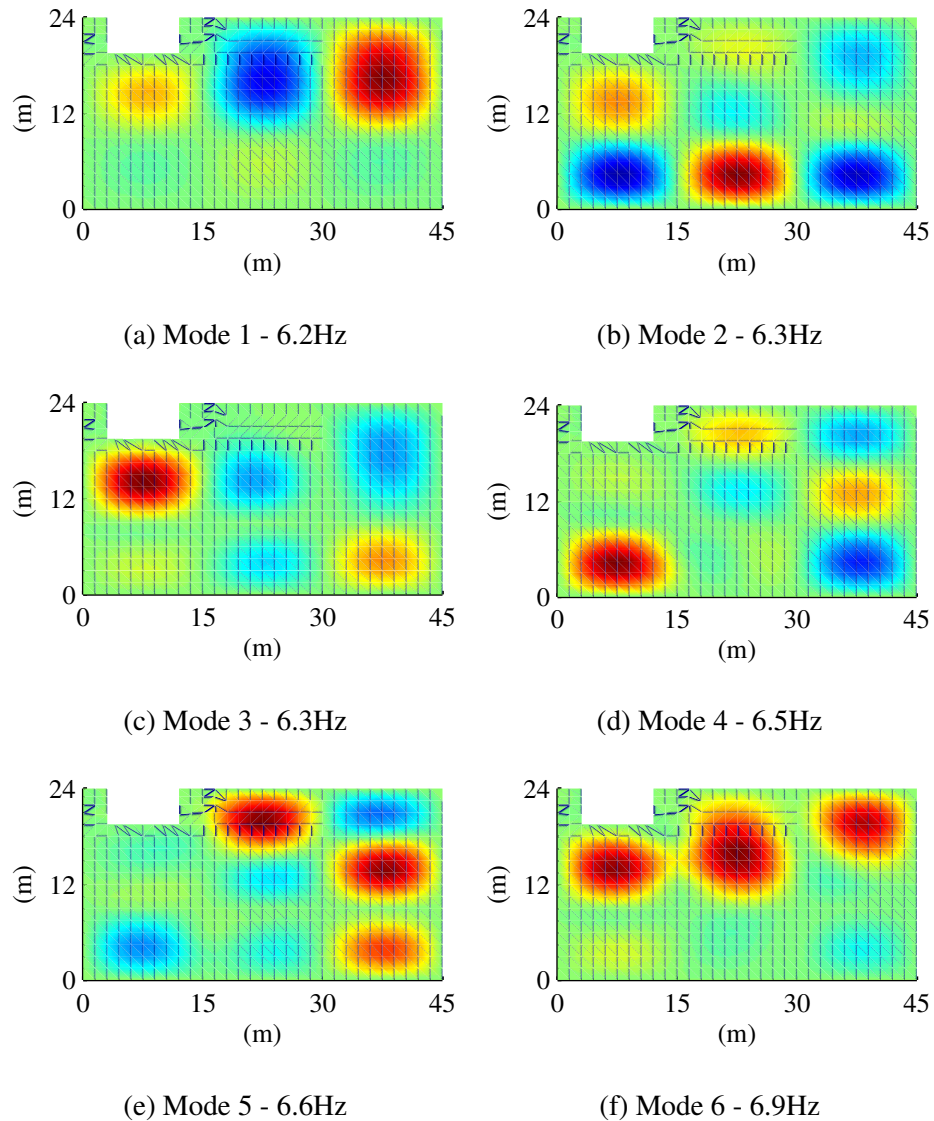 24
24
(m)
12
(m)
12
0
0
0
15
30
45
0
15
30
45
(m)
(m)
(a) Mode 1 - 6.2Hz
(b) Mode 2 - 6.3Hz
24
24
(m)
12
(m)
12
0
0
0
15
30
45
0
15
30
45
(m)
(m)
(c) Mode 3 - 6.3Hz
(d) Mode 4 - 6.5Hz
24
24
(m)
12
(m)
12
0
0
0
15
30
45
0
15
30
45
(m)
(m)
(e) Mode 5 - 6.6Hz
(f) Mode 6 - 6.9Hz